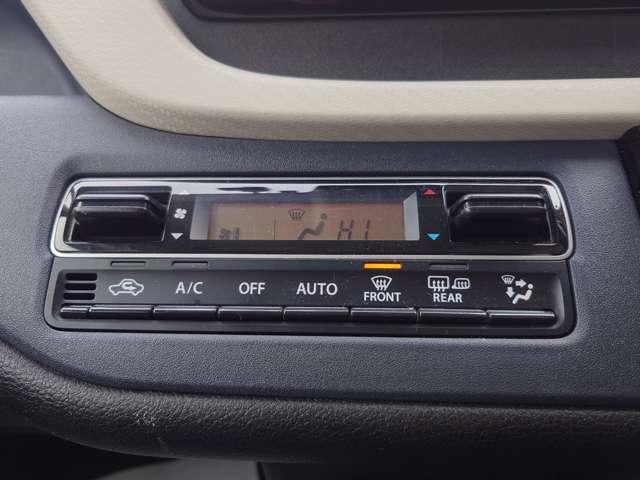 HI
A/C OFF AUTO FRONT REAR